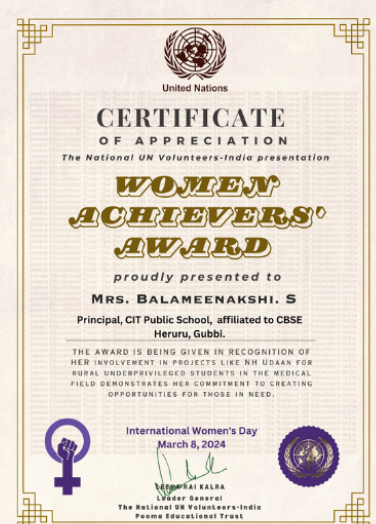 United Nations
CERTIFICATE
OF APPRECIATION
The National UN Volunteers-India presentation
WOMEN
ACHIEVERS'
AWARD
proudly presented to
MRS. BALAMEENAKSHI. S
Principal, CIT Public School, affiliated to CBSE
Heruru, Gubbi.
THE AWARD IS BEING GIVEN IN RECOGNITION OF
HER INVOLVEMENT IN PROJECTS LIKE NH UDAAN FOR
RURAL UNDERPRIVILEGED STUDENTS IN THE MEDICAL
FIELD DEMONSTRATES HER COMMITMENT TO CREATING
OPPORTUNITIES FOR THOSE IN NEED.
International Women's Day
March 8, 2024
RAI KALRA
Leader General
The National UN Volunteers-India
Pooma Educational Trust